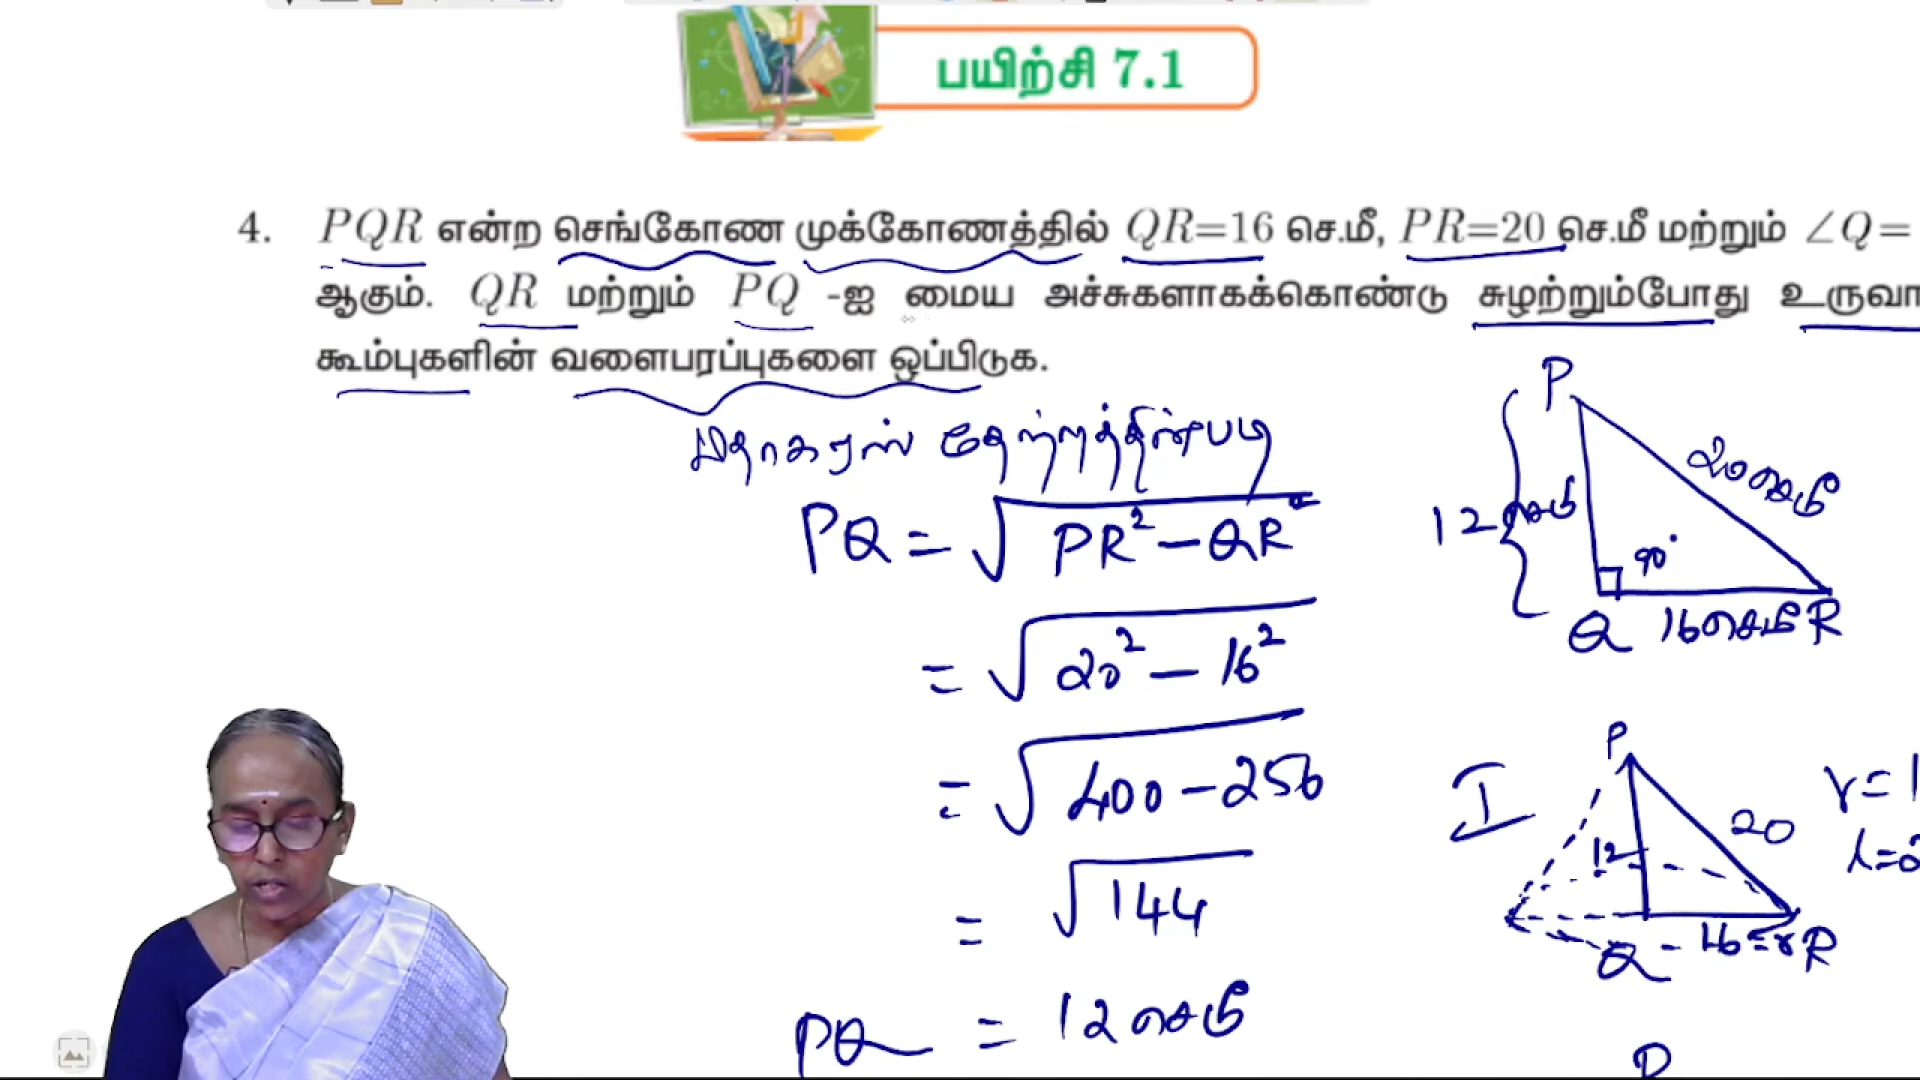 பயிற்சி 7.1
4. PQR என்ற செங்கோண முக்கோணத்தில் QR=16 செ.மீ, PR=20 செ.மீ மற்றும் ∠Q=
ஆகும். QR மற்றும் PQ -ஐ மைய அச்சுகளாகக்கொண்டு சுழற்றும்போது உருவா
கூம்புகளின் வளைபரப்புகளை ஒப்பிடுக.
பிதாகரஸ் தேற்றத்தின்படி
PQ = √PR² − QR²
= √20² − 16²
= √400 − 256
= √144
PQ = 12 செமீ
P
20 செமீ
12 செமீ
90°
Q 16 செமீ R
I
P
20
12
Q 16=r R
r = 1
l =
P